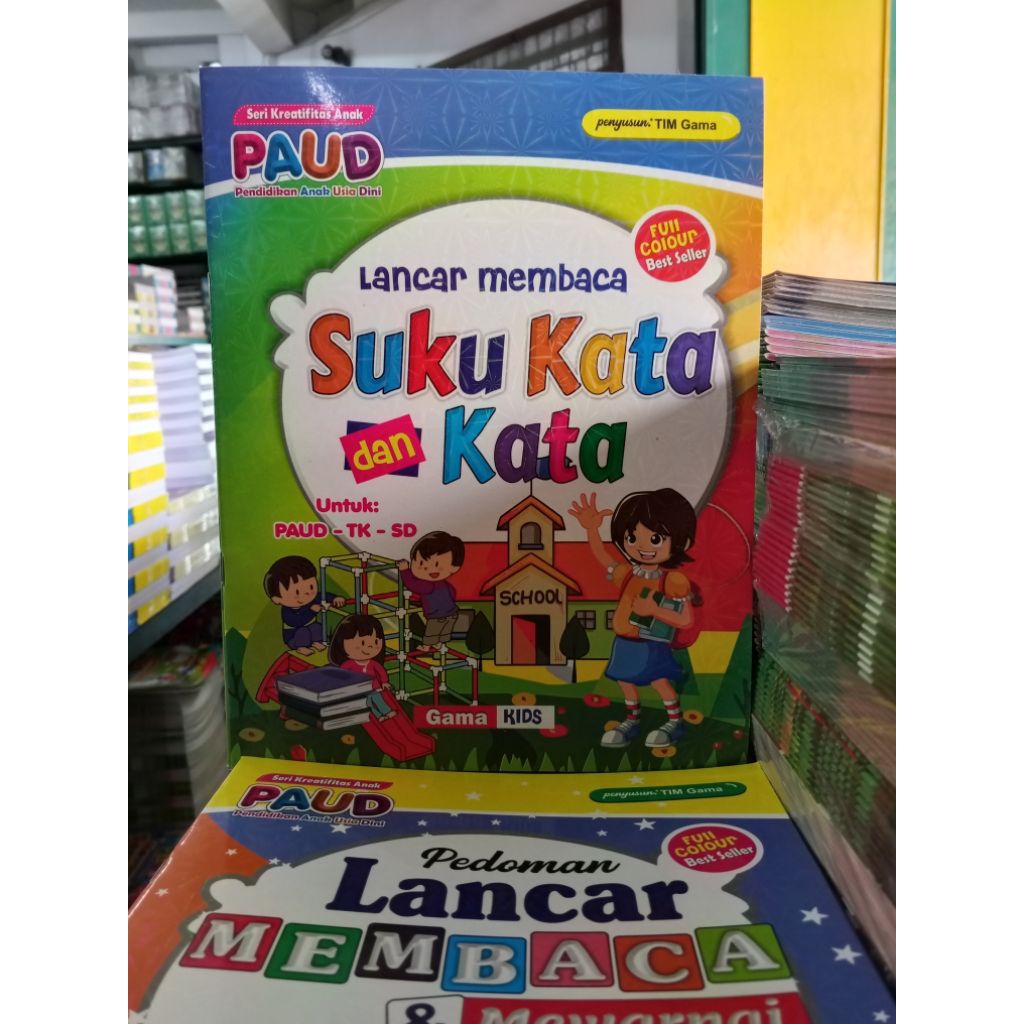 Seri Kreatifitas Anak
PAUD
Pendidikan Anak Usia Dini
penyusun: TIM Gama
Full
Colour
Best Seller
Lancar membaca
Suku Kata
dan Kata
Untuk:
PAUD - TK - SD
SCHOOL
Gama KIDS
Seri Kreatifitas Anak
PAUD
Pendidikan Anak Usia Dini
penyusun: TIM Gama
Full
Colour
Best Seller
Pedoman
Lancar
MEMBACA
& Mewarnai